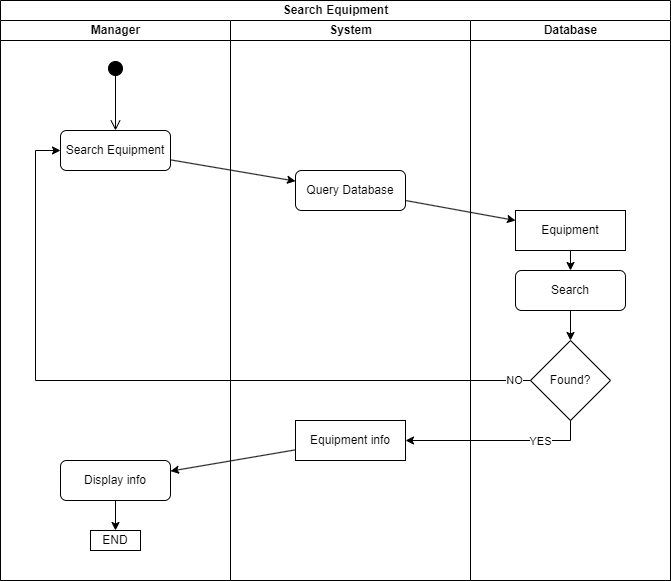 Search Equipment
Manager
System
Database
Search Equipment
Query Database
Equipment
Search
Found?
NO
YES
Equipment info
Display info
END